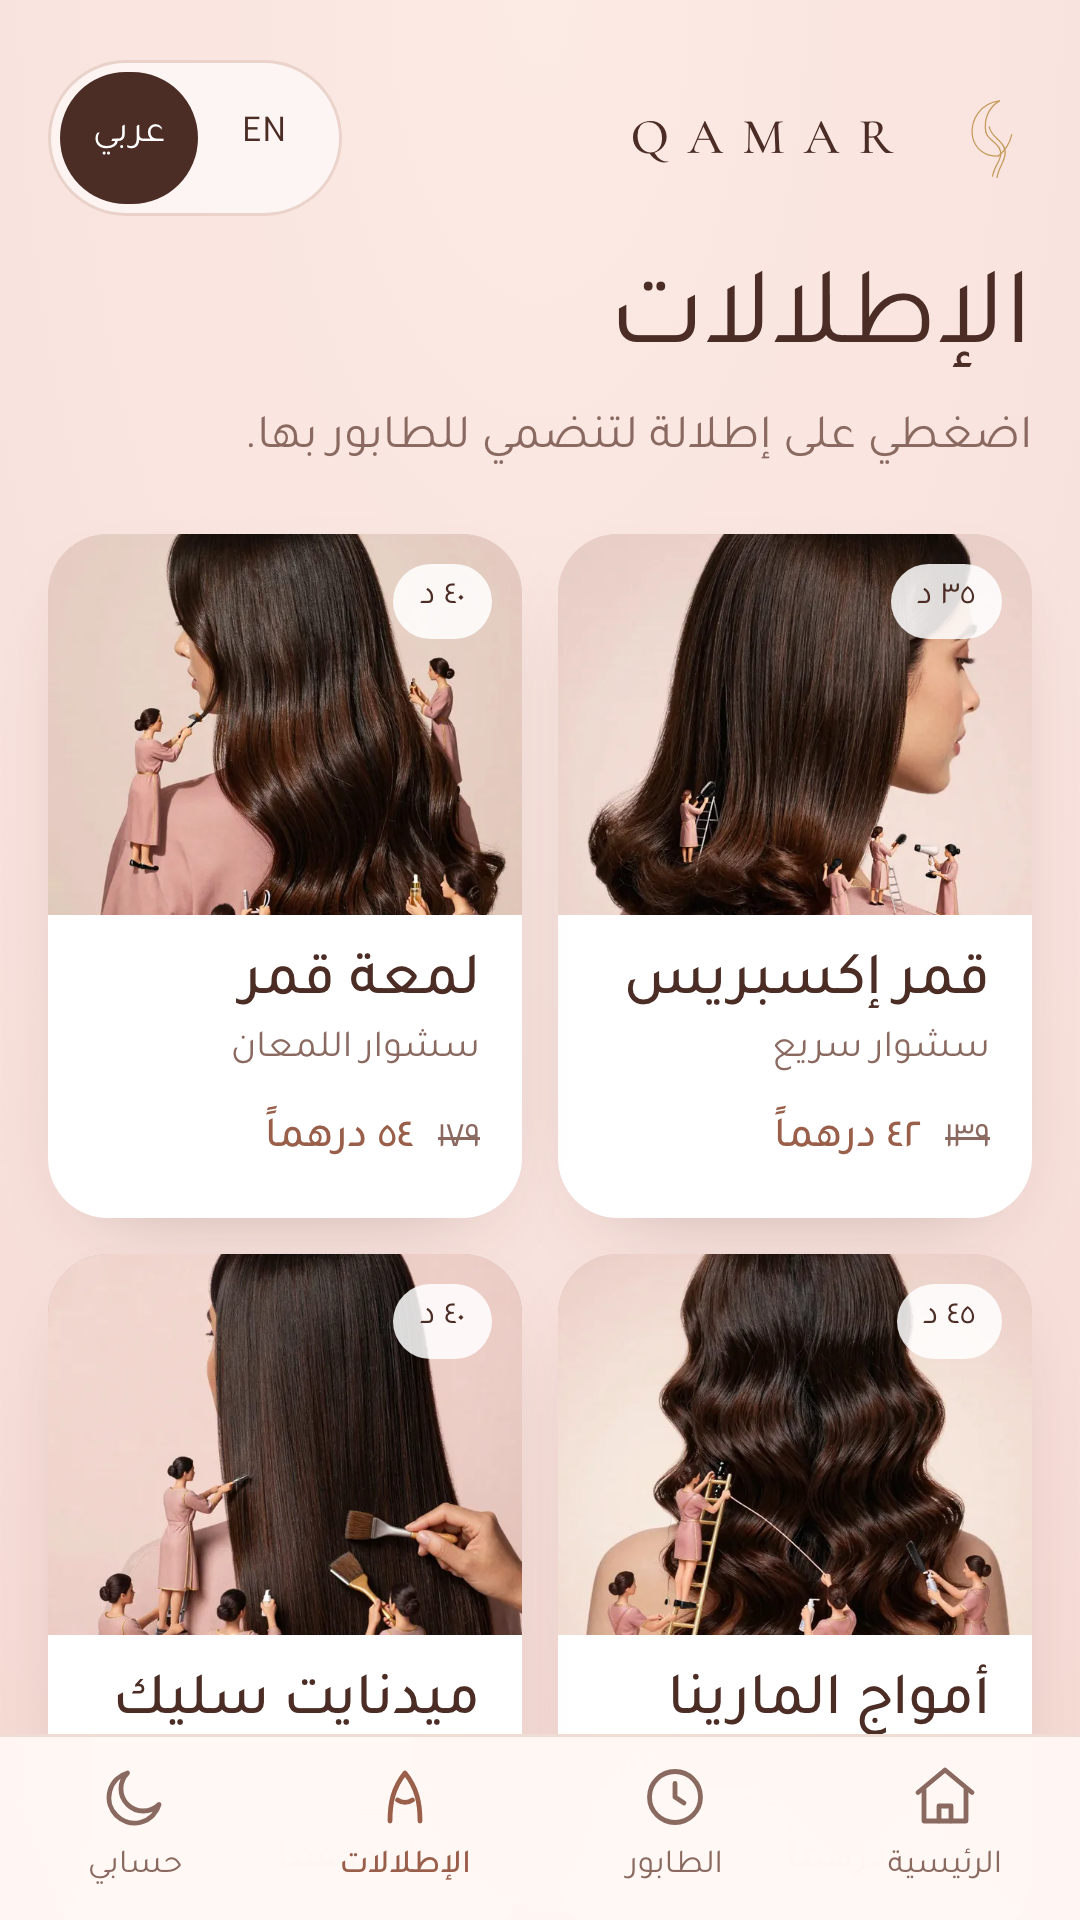 QAMAR
EN
عربي
الإطلالات
اضغطي على إطلالة لتنضمي للطابور بها.
٣٥ د
قمر إكسبريس
سشوار سريع
١٣٩ ٤٢ درهماً
٤٠ د
لمعة قمر
سشوار اللمعان
١٧٩ ٥٤ درهماً
٤٥ د
أمواج المارينا
٤٠ د
ميدنايت سليك
الرئيسية
الطابور
الإطلالات
حسابي